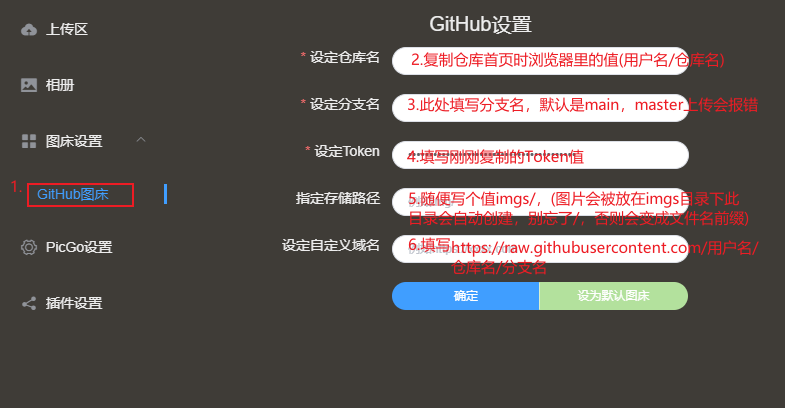 GitHub设置
上传区
* 设定仓库名
2.复制仓库首页时浏览器里的值(用户名/仓库名)
相册
* 设定分支名
3.此处填写分支名，默认是main，master上传会报错
图床设置
* 设定Token
4.填写刚刚复制的Token值
1.
GitHub图床
指定存储路径
5.随便写个值imgs/，(图片会被放在imgs目录下此
目录会自动创建，别忘了/，否则会变成文件名前缀)
PicGo设置
设定自定义域名
6.填写https://raw.githubusercontent.com/用户名/
仓库名/分支名
插件设置
确定
设为默认图床